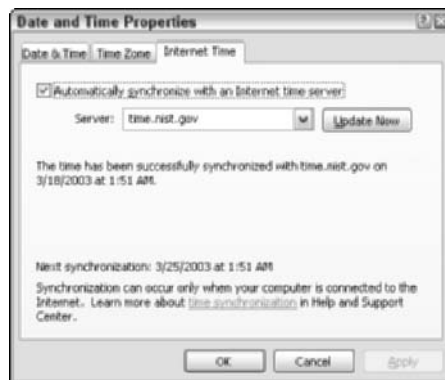 Date and Time Properties
Date & Time Time Zone Internet Time
Automatically synchronize with an Internet time server
Server: time.nist.gov Update Now
The time has been successfully synchronized with time.nist.gov on
3/18/2003 at 1:51 AM.
Next synchronization: 3/25/2003 at 1:51 AM
Synchronization can occur only when your computer is connected to the
Internet. Learn more about time synchronization in Help and Support
Center.
OK Cancel Apply